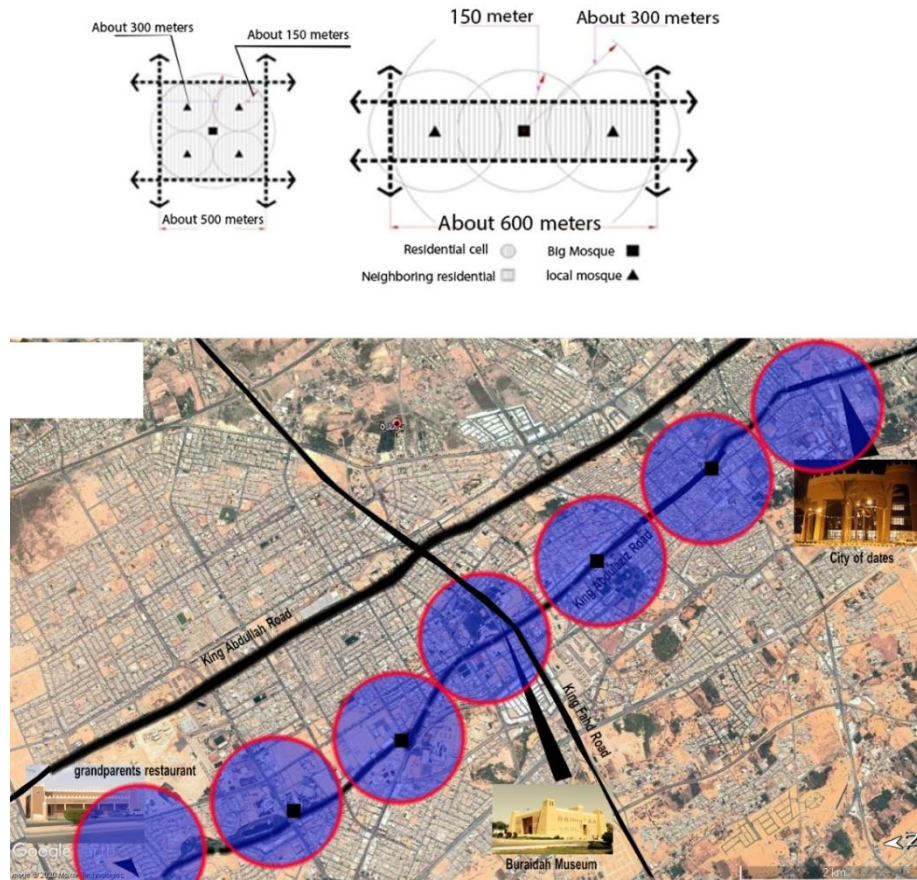 About 300 meters
About 150 meters
About 500 meters
150 meter
About 300 meters
About 600 meters
Residential cell
Big Mosque
Neighboring residential
local mosque
City of dates
King Abdulaziz Road
King Abdullah Road
King Fahd Road
grandparents restaurant
Buraidah Museum
Google
2 km